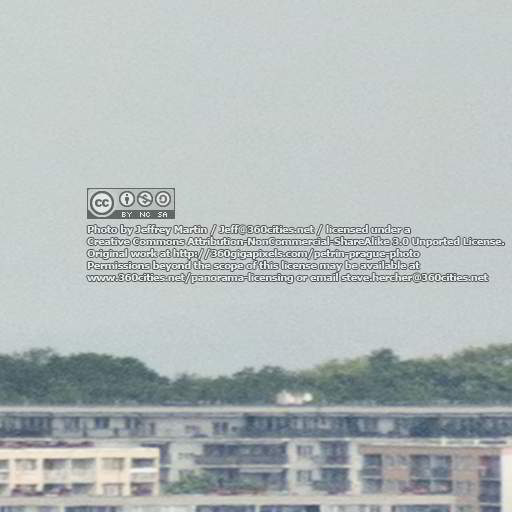 cc BY NC SA
Photo by Jeffrey Martin / Jeff@360cities.net / licensed under a
Creative Commons Attribution-NonCommercial-ShareAlike 3.0 Unported License.
Original work at http://360gigapixels.com/petrin-prague-photo
Permissions beyond the scope of this license may be available at
www.360cities.net/panorama-licensing or email steve.hercher@360cities.net